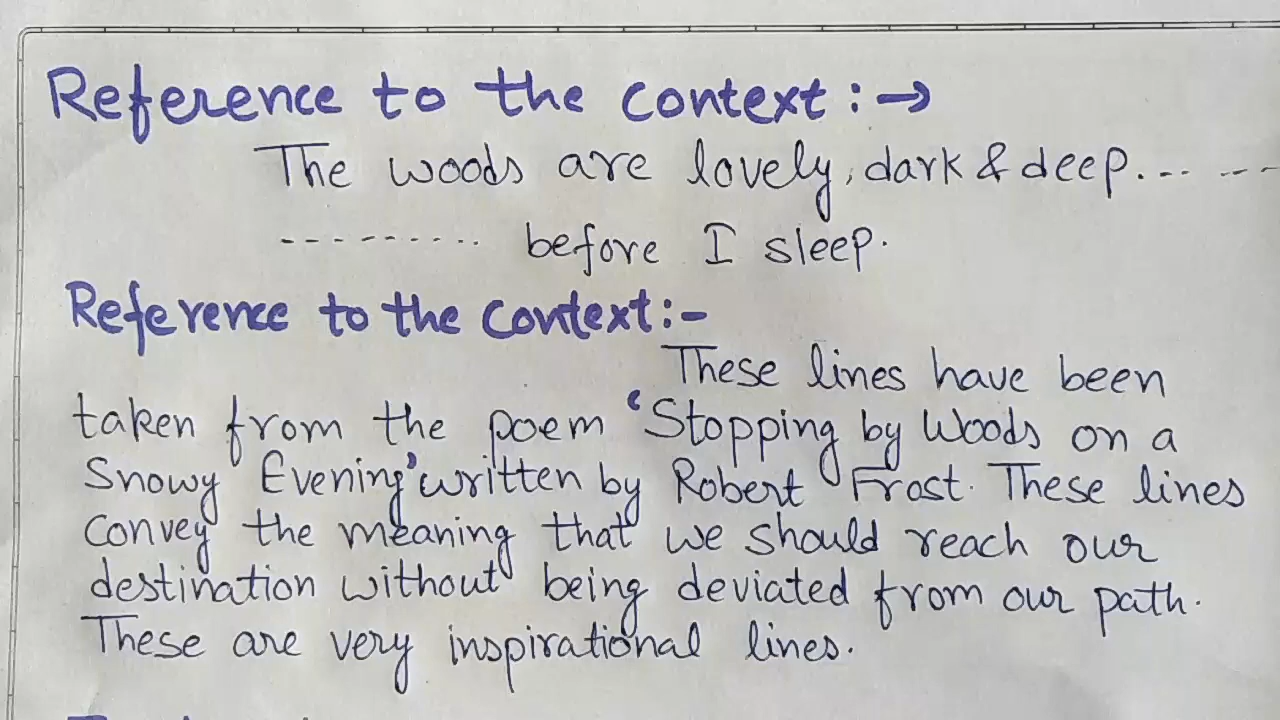 Reference to the context :→
The woods are lovely, dark & deep... ---
--------.. before I sleep.
Reference to the context:-
These lines have been
taken from the poem 'Stopping by Woods on a
Snowy Evening' written by Robert Frost. These lines
convey the meaning that we should reach our
destination without being deviated from our path.
These are very inspirational lines.